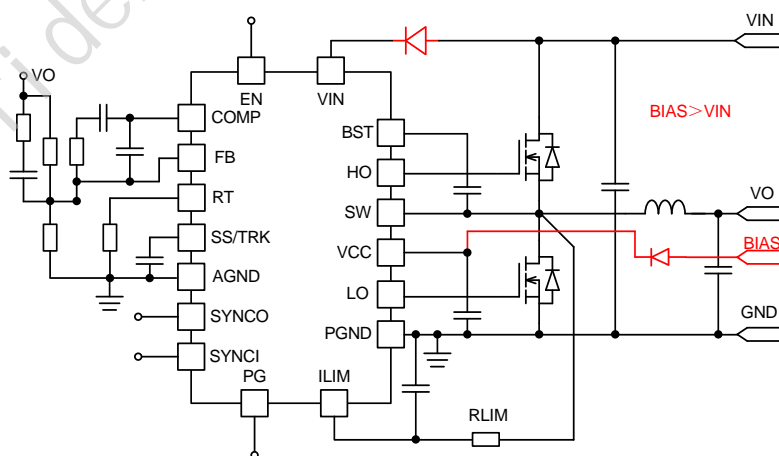 VIN
VO
EN
VIN
COMP
BIAS>VIN
BST
FB
HO
RT
VO
SW
SS/TRK
BIAS
VCC
AGND
LO
GND
SYNCO
PGND
SYNCI
PG
ILIM
RLIM